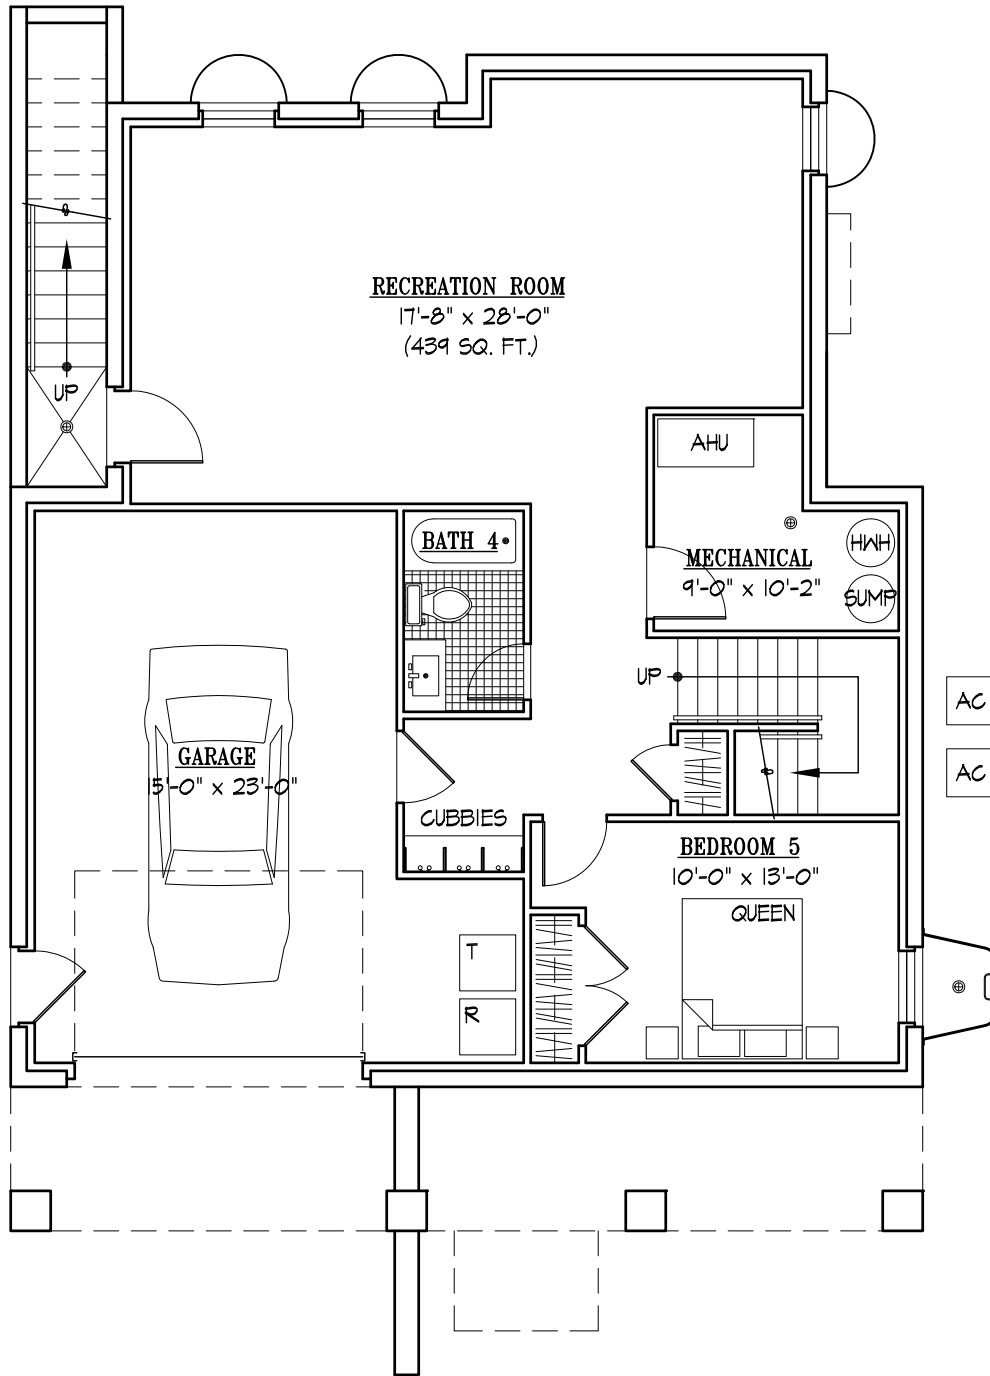 RECREATION ROOM
17'-8" x 28'-0"
(439 SQ. FT.)
UP
AHU
BATH 4
MECHANICAL
9'-0" x 10'-2"
HWH
SUMP
UP
AC
AC
GARAGE
15'-0" x 23'-0"
CUBBIES
BEDROOM 5
10'-0" x 13'-0"
QUEEN
T
R